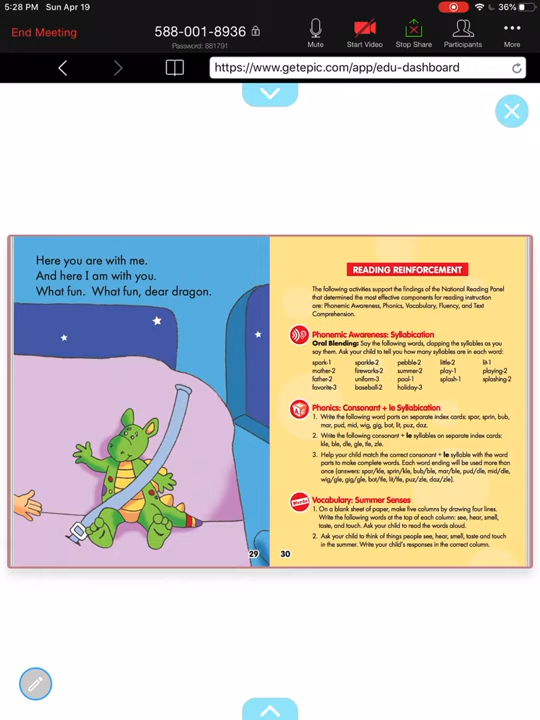 5:28 PM Sun Apr 19
36%
End Meeting
588-001-8936
Password: 881791
Mute
Start Video
Stop Share
Participants
More
https://www.getepic.com/app/edu-dashboard
Here you are with me.
And here I am with you.
What fun. What fun, dear dragon.
29
READING REINFORCEMENT
The following activities support the findings of the National Reading Panel
that determined the most effective components for reading instruction
are: Phonemic Awareness, Phonics, Vocabulary, Fluency, and Text
Comprehension.
Phonemic Awareness: Syllabication
Oral Blending: Say the following words, clapping the syllables as you
say them. Ask your child to tell you how many syllables are in each word:
spark-1 sparkle-2 pebble-2 little-2 lit-1
mother-2 fireworks-2 summer-2 play-1 playing-2
father-2 uniform-3 pool-1 splash-1 splashing-2
favorite-3 baseball-2 holiday-3
Phonics: Consonant + le Syllabication
1. Write the following word parts on separate index cards: spar, sprin, bub,
mar, pud, mid, wig, gig, bot, lit, puz, daz.
2. Write the following consonant + le syllables on separate index cards:
kle, ble, dle, gle, tle, zle.
3. Help your child match the correct consonant + le syllable with the word
parts to make complete words. Each word ending will be used more than
once (answers: spar/kle, sprin/kle, bub/ble, mar/ble, pud/dle, mid/dle,
wig/gle, gig/gle, bot/tle, lit/tle, puz/zle, daz/zle).
Words
Vocabulary: Summer Senses
1. On a blank sheet of paper, make five columns by drawing four lines.
Write the following words at the top of each column: see, hear, smell,
taste, and touch. Ask your child to read the words aloud.
2. Ask your child to think of things people see, hear, smell, taste and touch
in the summer. Write your child's responses in the correct column.
30